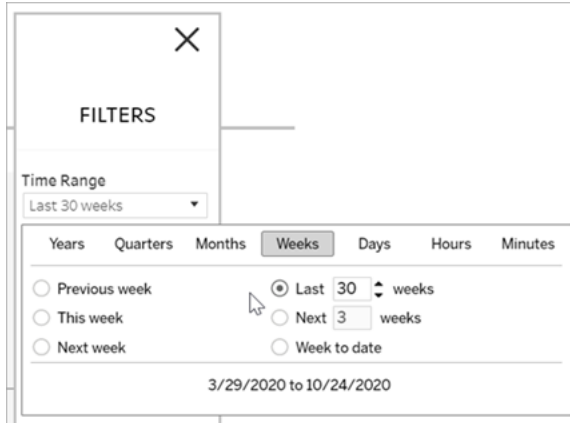 FILTERS
Time Range
Last 30 weeks
Years Quarters Months Weeks Days Hours Minutes
Previous week Last 30 weeks
This week Next 3 weeks
Next week Week to date
3/29/2020 to 10/24/2020